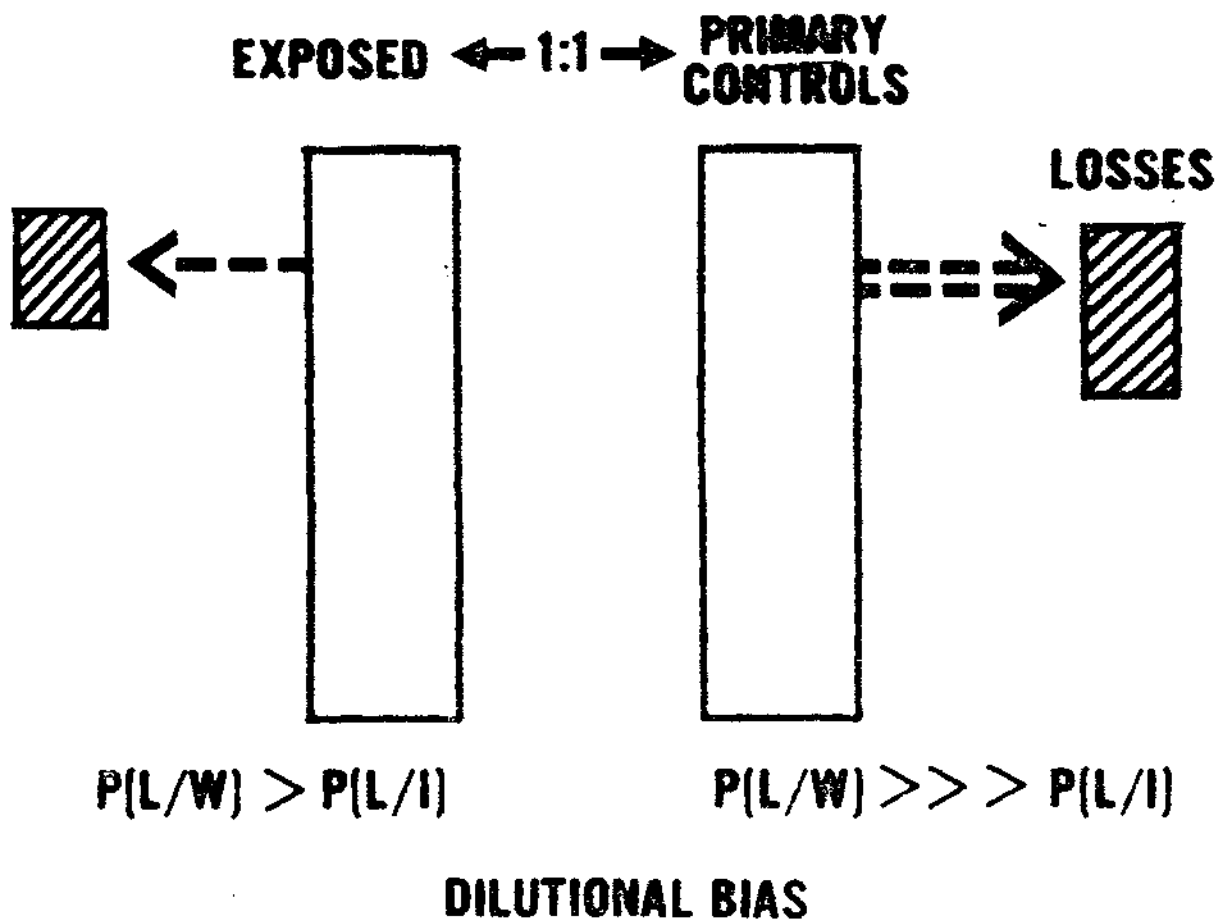 EXPOSED 1:1 PRIMARY
CONTROLS
LOSSES
P(L/W) > P(L/I)
P(L/W) >>> P(L/I)
DILUTIONAL BIAS